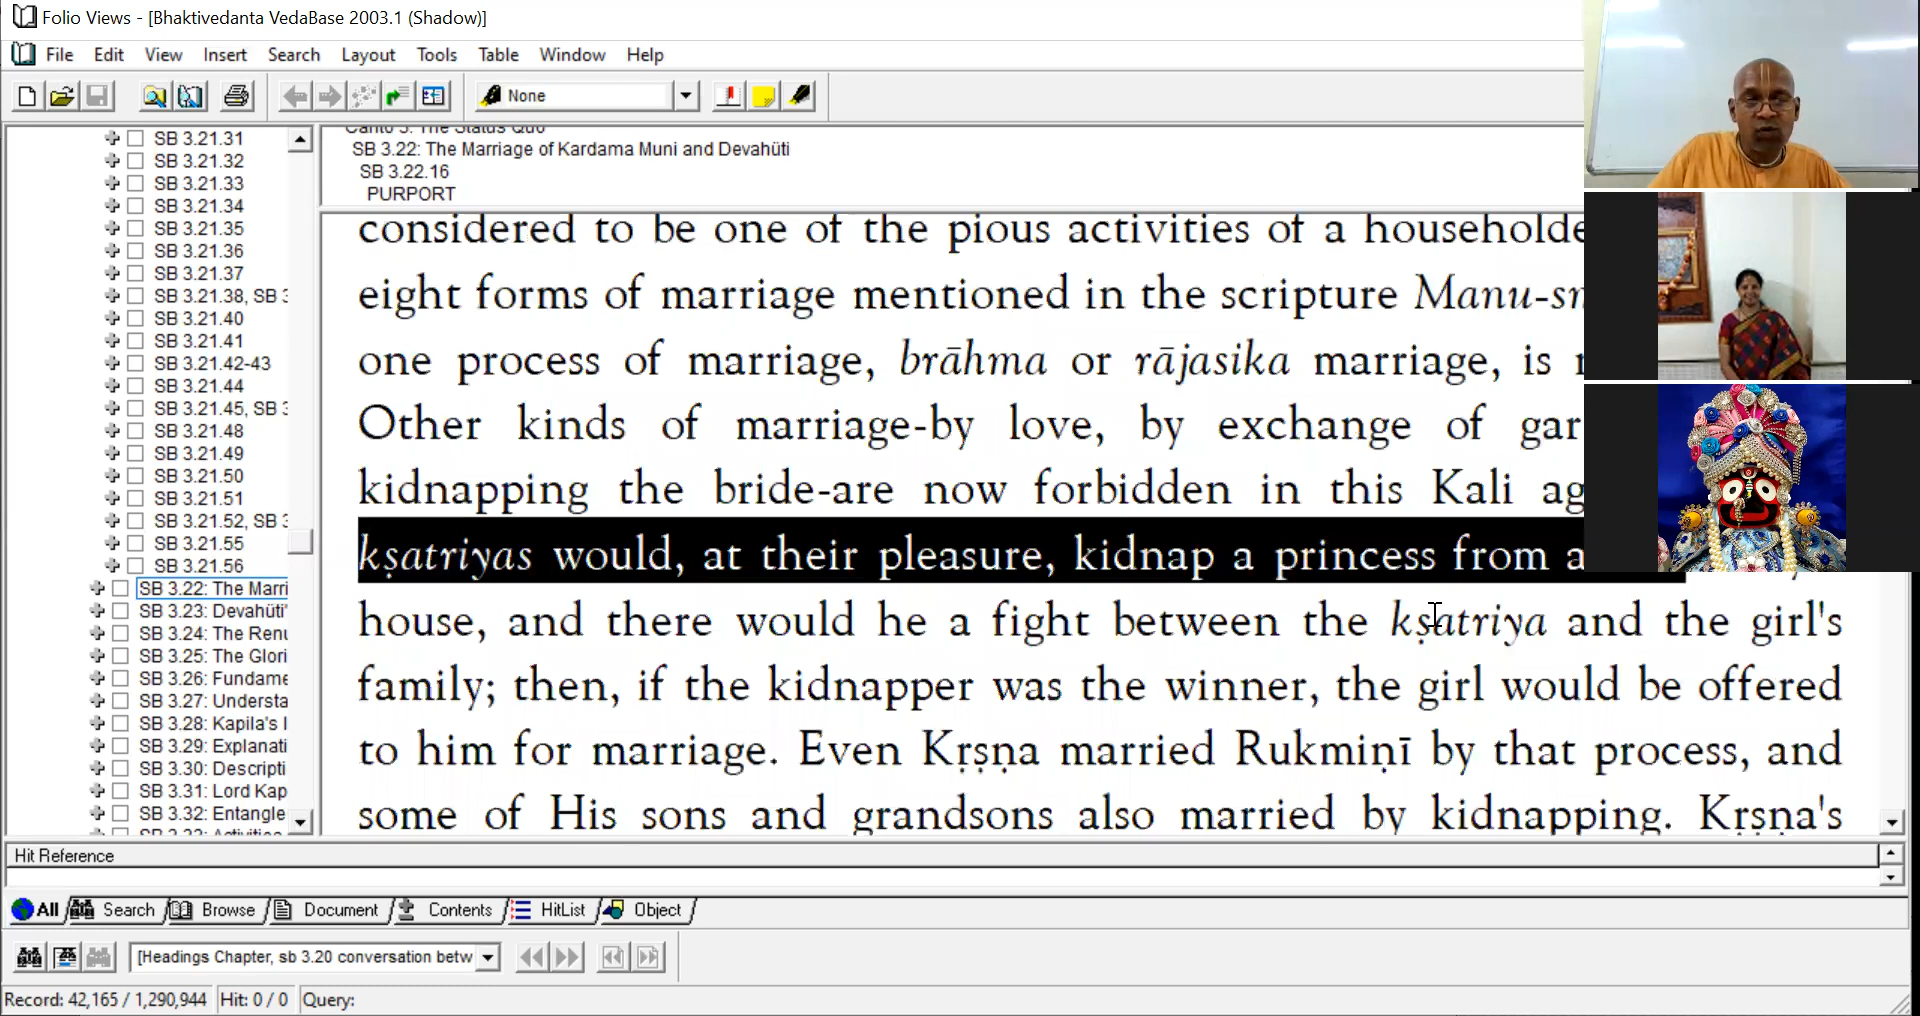 Folio Views - [Bhaktivedanta VedaBase 2003.1 (Shadow)]
File Edit View Insert Search Layout Tools Table Window Help
None
SB 3.21.31
SB 3.21.32
SB 3.21.33
SB 3.21.34
SB 3.21.35
SB 3.21.36
SB 3.21.37
SB 3.21.38, SB 3
SB 3.21.40
SB 3.21.41
SB 3.21.42-43
SB 3.21.44
SB 3.21.45, SB 3
SB 3.21.48
SB 3.21.49
SB 3.21.50
SB 3.21.51
SB 3.21.52, SB 3
SB 3.21.55
SB 3.21.56
SB 3.22: The Marri
SB 3.23: Devahūti'
SB 3.24: The Renu
SB 3.25: The Glori
SB 3.26: Fundame
SB 3.27: Understa
SB 3.28: Kapila's I
SB 3.29: Explanati
SB 3.30: Descripti
SB 3.31: Lord Kap
SB 3.32: Entangle
SB 3.33: Activities
Canto 3: The Status Quo
SB 3.22: The Marriage of Kardama Muni and Devahūti
SB 3.22.16
PURPORT
considered to be one of the pious activities of a householde
eight forms of marriage mentioned in the scripture Manu-sm
one process of marriage, brāhma or rājasika marriage, is
Other kinds of marriage-by love, by exchange of gar
kidnapping the bride-are now forbidden in this Kali ag
kṣatriyas would, at their pleasure, kidnap a princess from a
house, and there would he a fight between the kṣatriya and the girl's
family; then, if the kidnapper was the winner, the girl would be offered
to him for marriage. Even Kṛṣṇa married Rukmiṇī by that process, and
some of His sons and grandsons also married by kidnapping. Kṛṣṇa's
Hit Reference
All Search Browse Document Contents HitList Object
[Headings Chapter, sb 3.20 conversation betw
Record: 42,165 / 1,290,944 Hit: 0 / 0 Query: